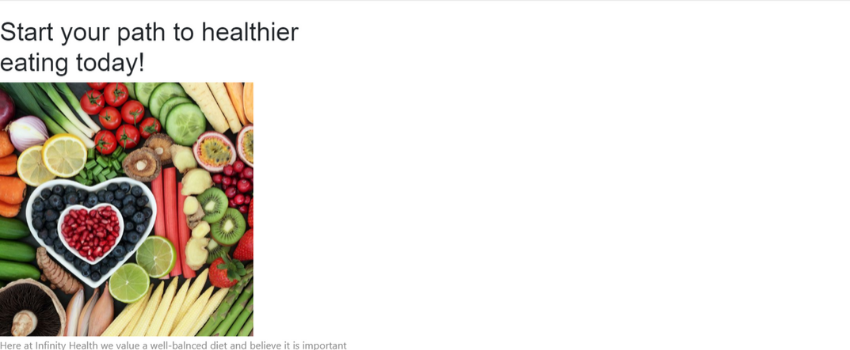 Start your path to healthier
eating today!
Here at Infinity Health we value a well-balnced diet and believe it is important